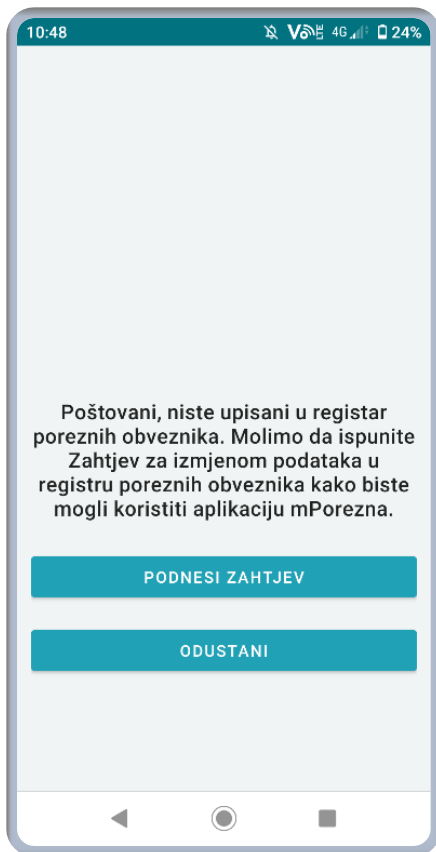 10:48
4G
24%
Poštovani, niste upisani u registar
poreznih obveznika. Molimo da ispunite
Zahtjev za izmjenom podataka u
registru poreznih obveznika kako biste
mogli koristiti aplikaciju mPorezna.
PODNESI ZAHTJEV
ODUSTANI